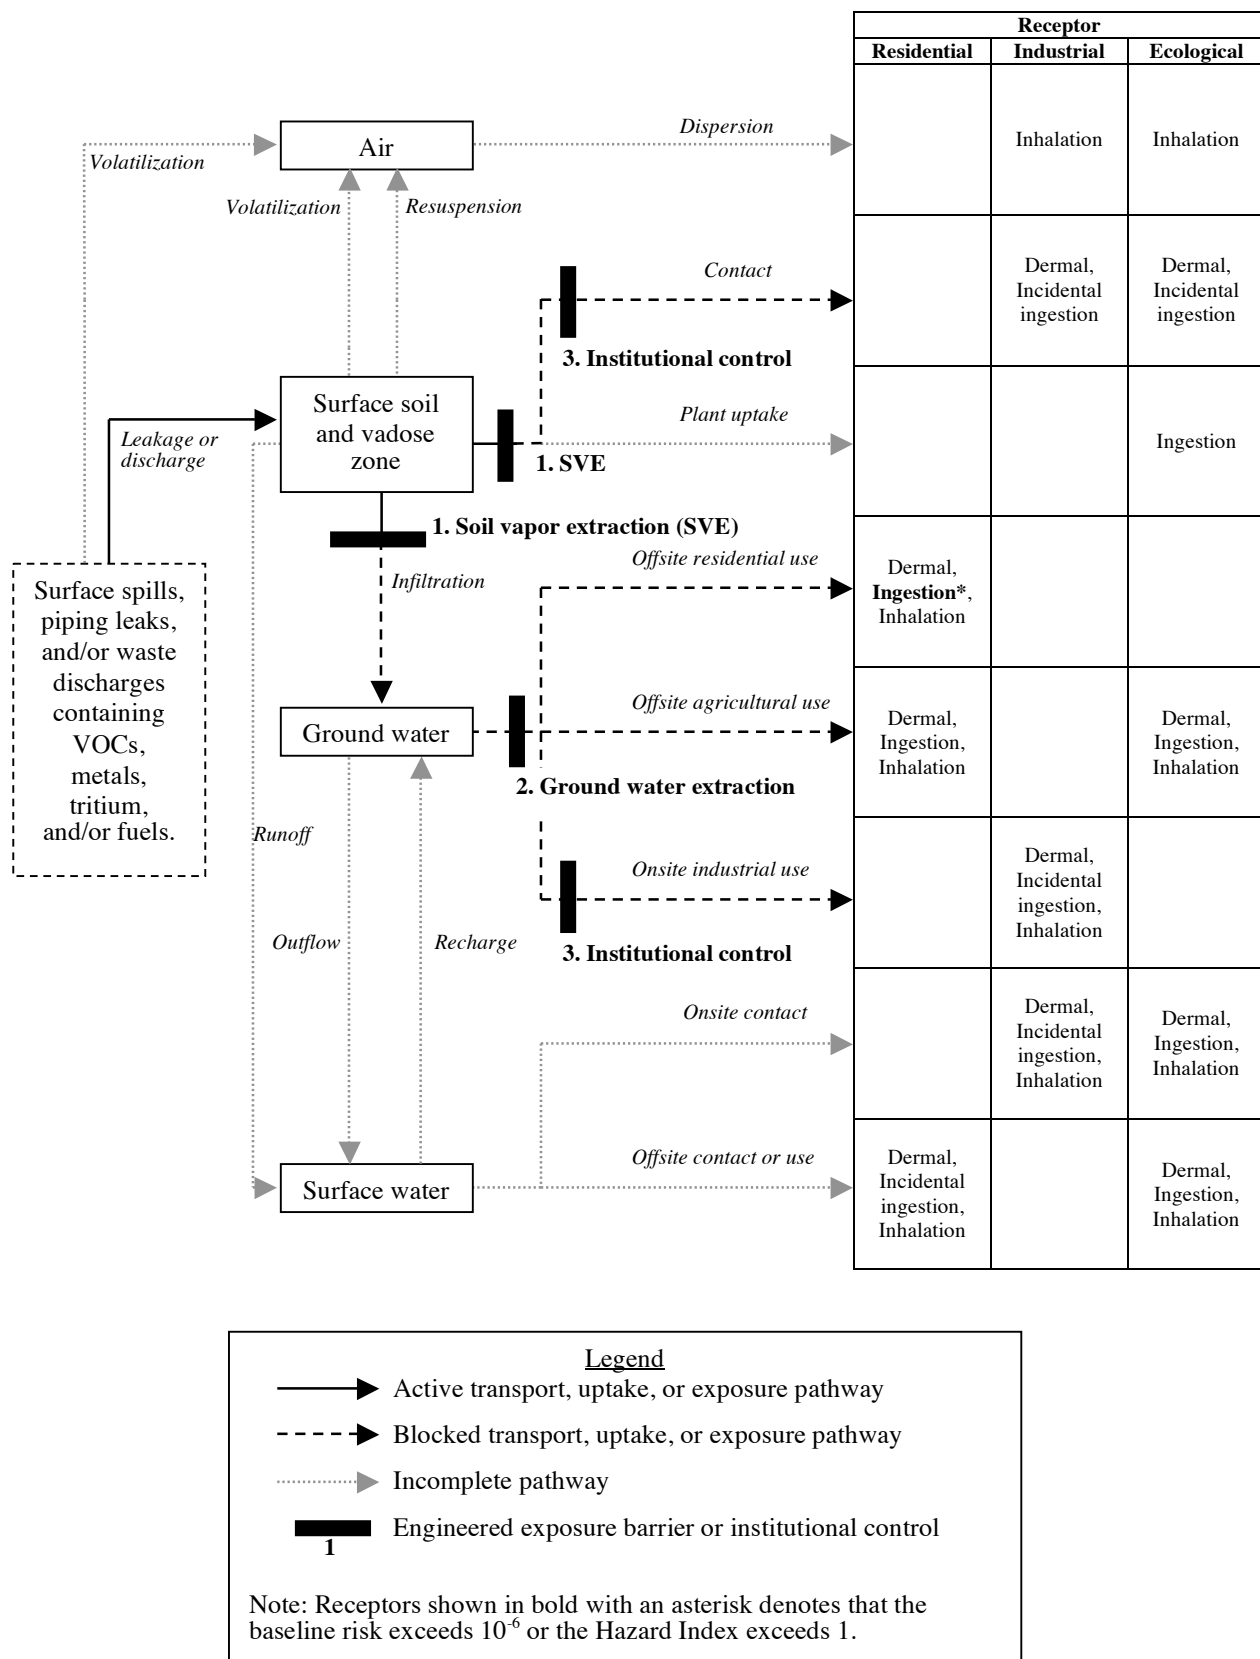 Receptor
Residential Industrial Ecological
Dispersion
Volatilization
Air
Inhalation
Inhalation
Volatilization
Resuspension
Contact
Dermal,
Incidental
ingestion
Dermal,
Incidental
ingestion
3. Institutional control
Surface soil
and vadose
zone
Leakage or
discharge
Plant uptake
1. SVE
Ingestion
1. Soil vapor extraction (SVE)
Infiltration
Offsite residential use
Dermal,
Ingestion*,
Inhalation
Surface spills,
piping leaks,
and/or waste
discharges
containing
VOCs,
metals,
tritium,
and/or fuels.
Ground water
Offsite agricultural use
Dermal,
Ingestion,
Inhalation
Dermal,
Ingestion,
Inhalation
2. Ground water extraction
Runoff
Onsite industrial use
Dermal,
Incidental
ingestion,
Inhalation
3. Institutional control
Outflow
Recharge
Onsite contact
Dermal,
Incidental
ingestion,
Inhalation
Dermal,
Ingestion,
Inhalation
Surface water
Offsite contact or use
Dermal,
Incidental
ingestion,
Inhalation
Dermal,
Ingestion,
Inhalation
Legend
Active transport, uptake, or exposure pathway
Blocked transport, uptake, or exposure pathway
Incomplete pathway
Engineered exposure barrier or institutional control
1
Note: Receptors shown in bold with an asterisk denotes that the
baseline risk exceeds 10⁻⁶ or the Hazard Index exceeds 1.